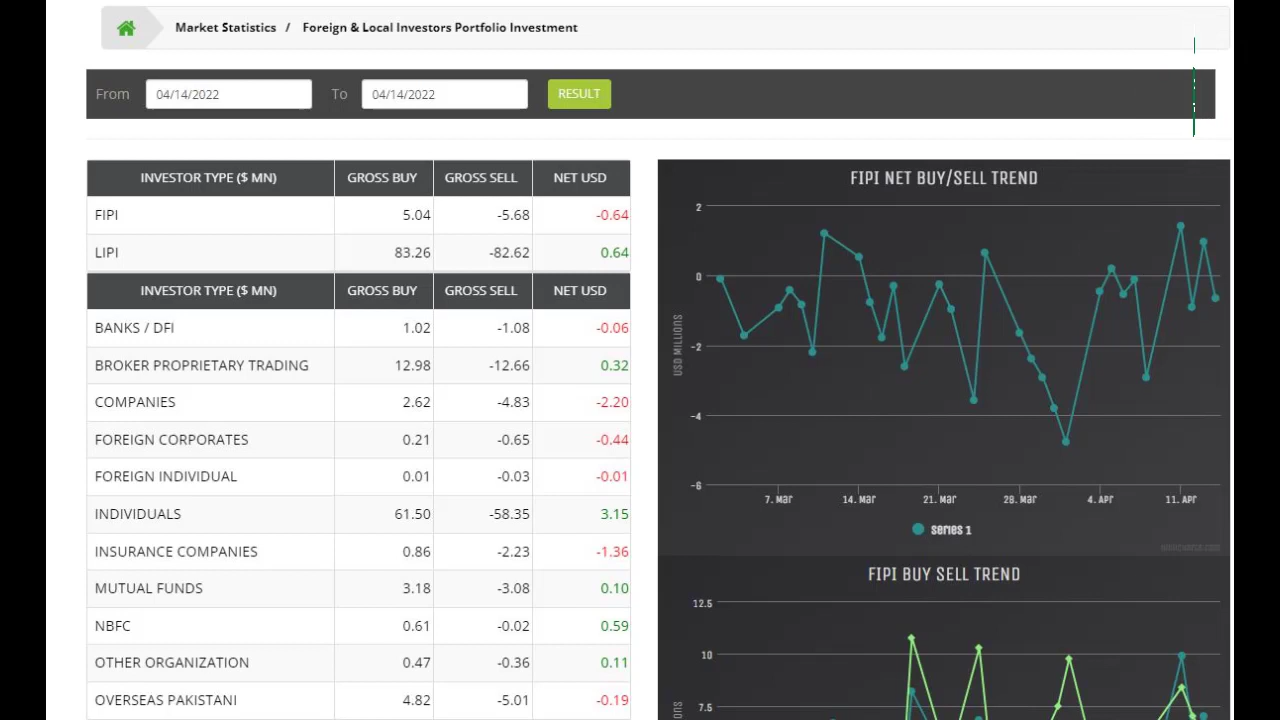 Market Statistics / Foreign & Local Investors Portfolio Investment
From 04/14/2022 To 04/14/2022 RESULT
INVESTOR TYPE ($ MN) GROSS BUY GROSS SELL NET USD
FIPI 5.04 -5.68 -0.64
LIPI 83.26 -82.62 0.64
INVESTOR TYPE ($ MN) GROSS BUY GROSS SELL NET USD
BANKS / DFI 1.02 -1.08 -0.06
BROKER PROPRIETARY TRADING 12.98 -12.66 0.32
COMPANIES 2.62 -4.83 -2.20
FOREIGN CORPORATES 0.21 -0.65 -0.44
FOREIGN INDIVIDUAL 0.01 -0.03 -0.01
INDIVIDUALS 61.50 -58.35 3.15
INSURANCE COMPANIES 0.86 -2.23 -1.36
MUTUAL FUNDS 3.18 -3.08 0.10
NBFC 0.61 -0.02 0.59
OTHER ORGANIZATION 0.47 -0.36 0.11
OVERSEAS PAKISTANI 4.82 -5.01 -0.19
FIPI NET BUY/SELL TREND
2
0
-2
-4
-6
USD MILLIONS
7. Mar 14. Mar 21. Mar 28. Mar 4. Apr 11. Apr
Series 1
FIPI BUY SELL TREND
12.5
10
7.5